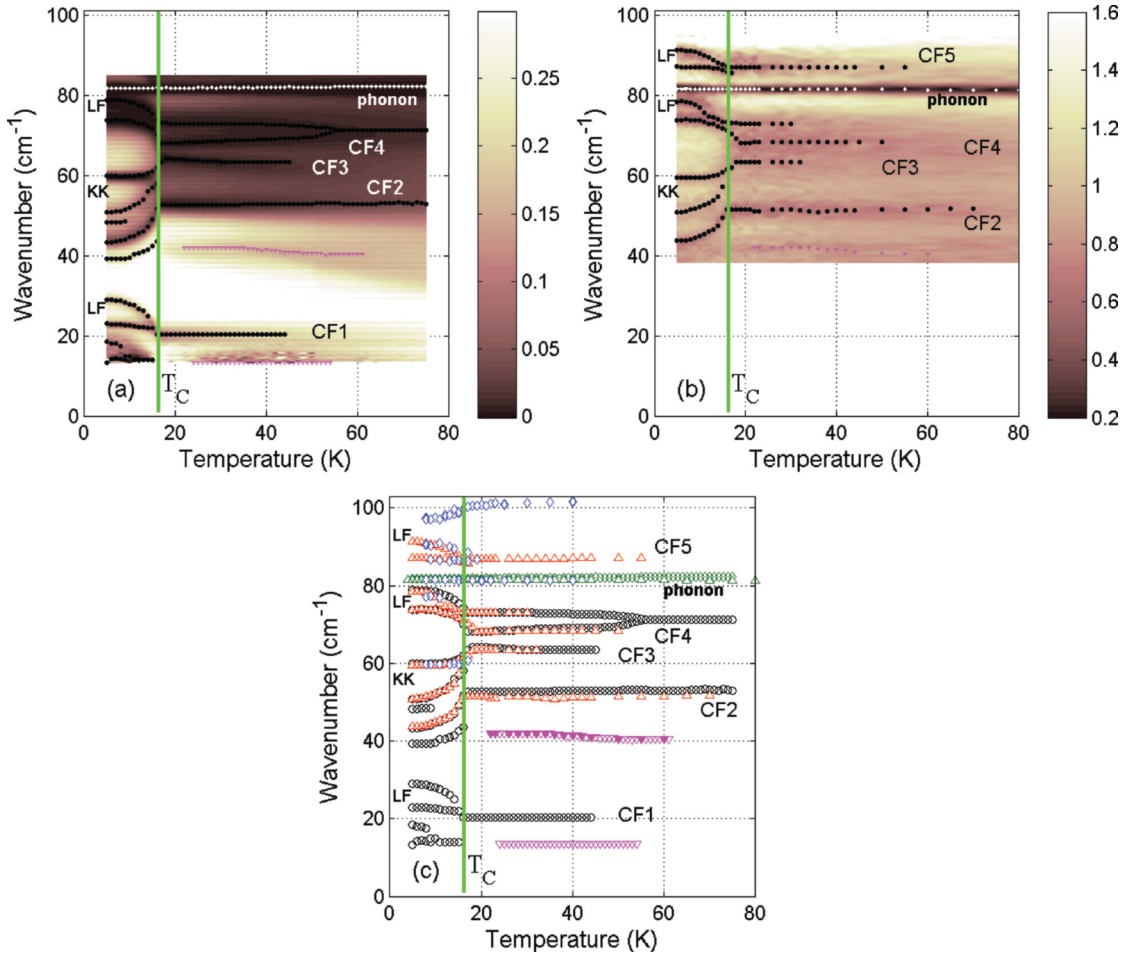 100
80
60
40
20
0
Wavenumber (cm⁻¹)
LF
KK
LF
phonon
CF4
CF3
CF2
CF1
(a)
T_C
0 20 40 60 80
Temperature (K)
0.25
0.2
0.15
0.1
0.05
0
100
80
60
40
20
0
Wavenumber (cm⁻¹)
LF
LF
KK
CF5
phonon
CF4
CF3
CF2
(b)
T_C
0 20 40 60 80
Temperature (K)
1.6
1.4
1.2
1
0.8
0.6
0.4
0.2
100
80
60
40
20
0
Wavenumber (cm⁻¹)
LF
LF
KK
LF
CF5
phonon
CF4
CF3
CF2
CF1
(c)
T_C
0 20 40 60 80
Temperature (K)